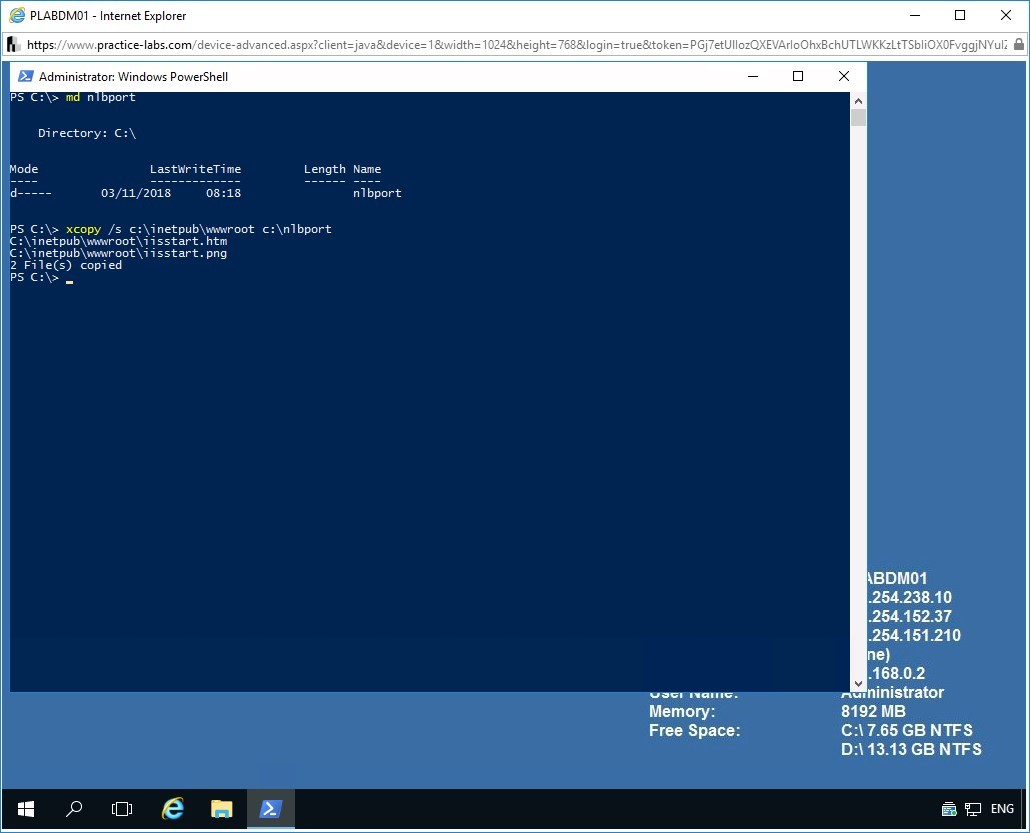 PLABDM01 - Internet Explorer
https://www.practice-labs.com/device-advanced.aspx?client=java&device=1&width=1024&height=768&login=true&token=
Administrator: Windows PowerShell
PS C:\> md nlbport
Directory: C:\
Mode LastWriteTime Length Name
---- ------------- ------ ----
d----- 03/11/2018 08:18 nlbport
PS C:\> xcopy /s c:\inetpub\wwwroot c:\nlbport
C:\inetpub\wwwroot\iisstart.htm
C:\inetpub\wwwroot\iisstart.png
2 File(s) copied
PS C:\>
ABDM01
.254.238.10
.254.152.37
.254.151.210
ne)
.168.0.2
User Name: Administrator
Memory: 8192 MB
Free Space: C:\ 7.65 GB NTFS
D:\ 13.13 GB NTFS
ENG